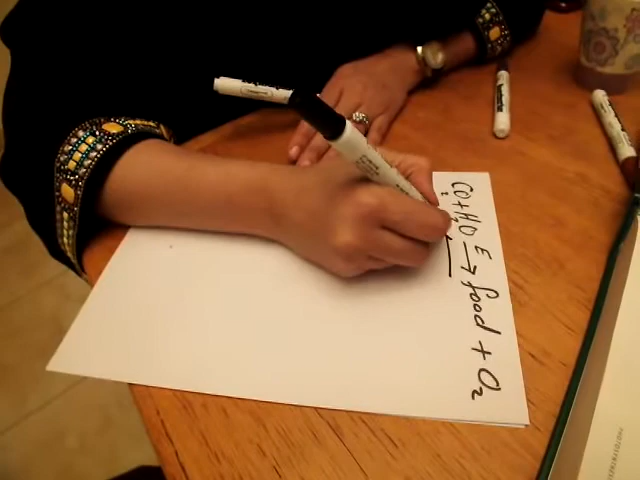 CO₂ + H₂O E → food + O₂